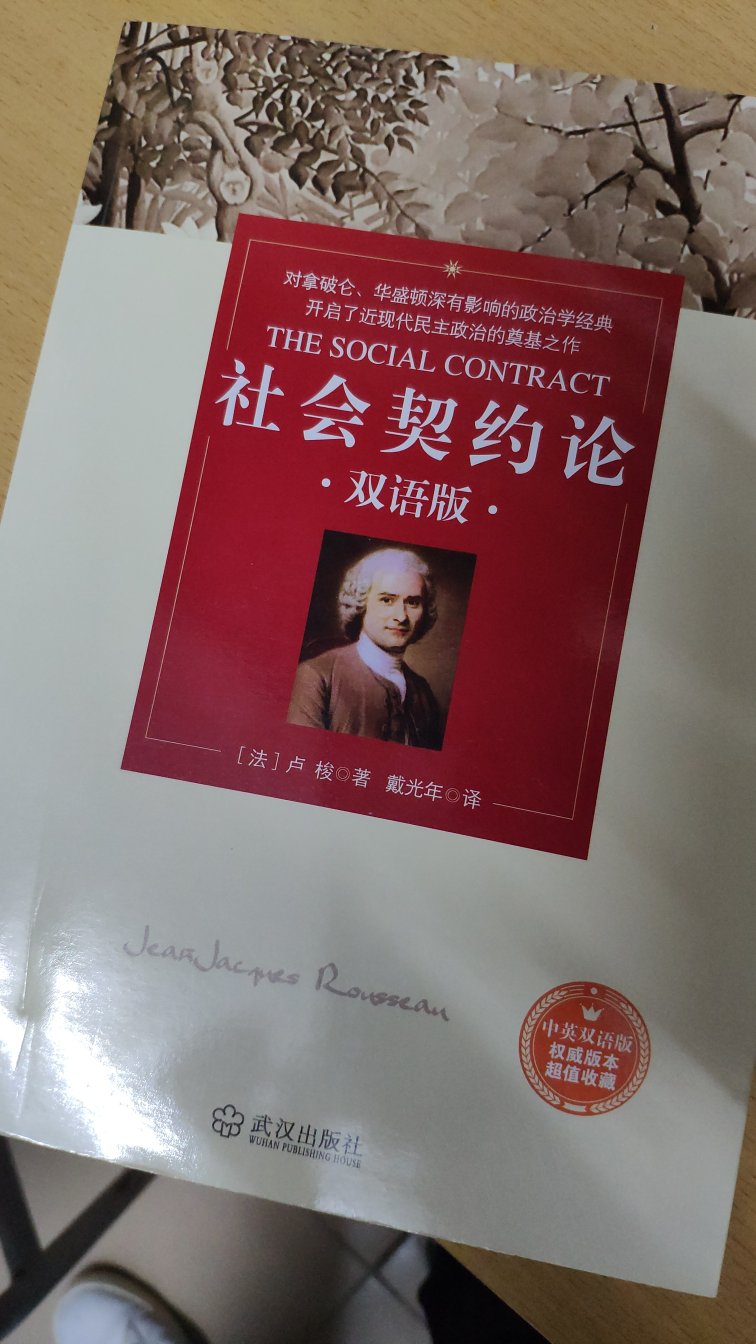 对拿破仑、华盛顿深有影响的政治学经典
开启了近现代民主政治的奠基之作
THE SOCIAL CONTRACT
社会契约论
·双语版·
[法]卢 梭◎著 戴光年◎译
Jean Jacques Rousseau
中英双语版
权威版本
超值收藏
武汉出版社
WUHAN PUBLISHING HOUSE